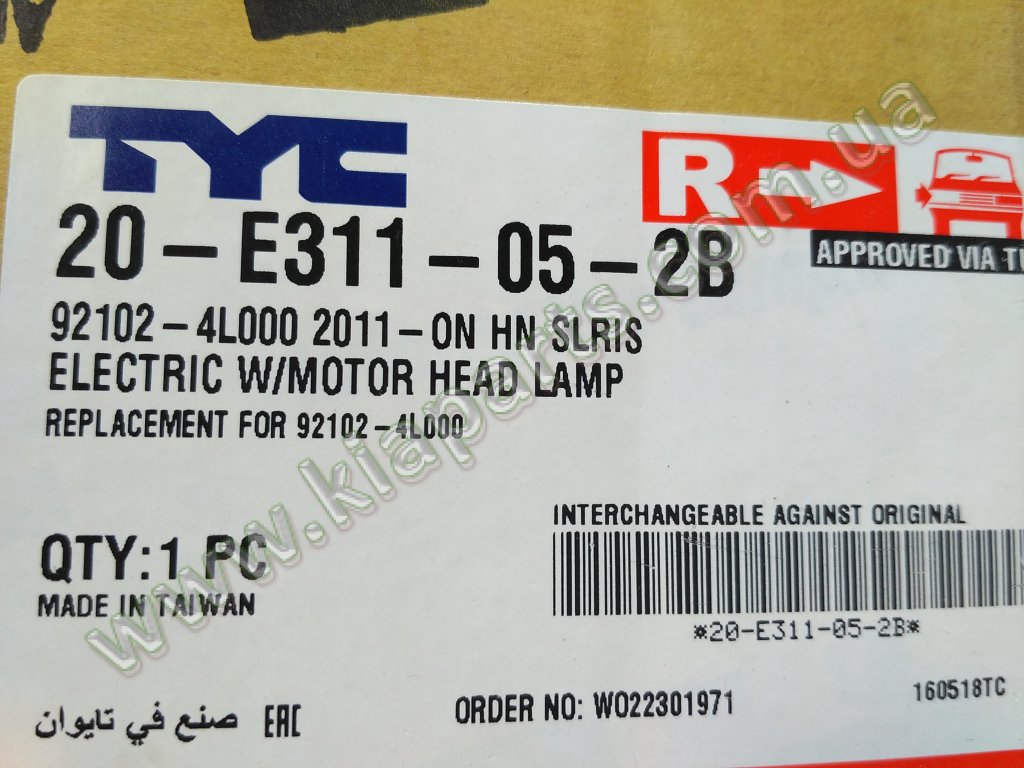 TYC
R
20-E311-05-2B
APPROVED VIA
92102-4L000 2011-ON HN SLRIS
ELECTRIC W/MOTOR HEAD LAMP
REPLACEMENT FOR 92102-4L000
INTERCHANGEABLE AGAINST ORIGINAL
QTY:1 PC
MADE IN TAIWAN
*20-E311-05-2B*
صنع في تايوان EAC
ORDER NO: W022301971
160518TC
www.kiaparts.com.ua